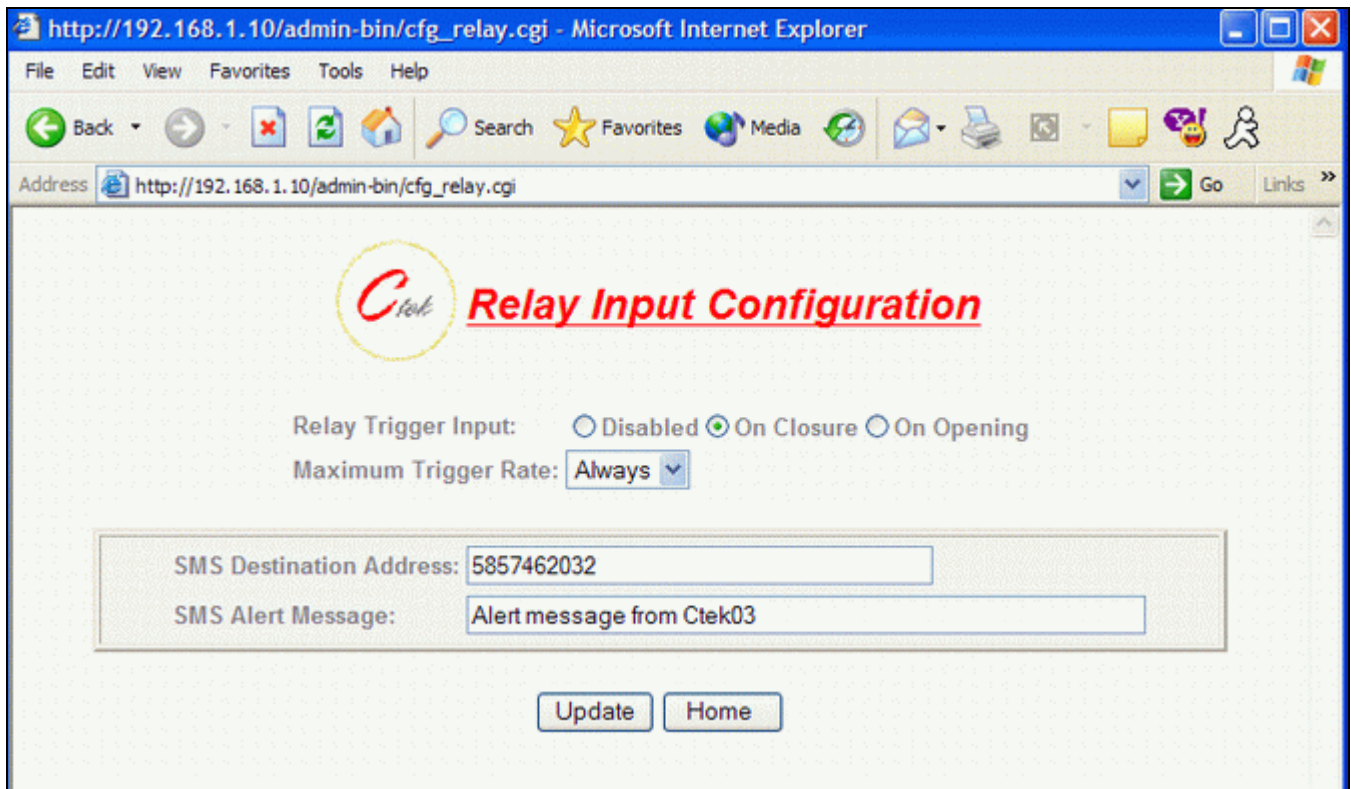 http://192.168.1.10/admin-bin/cfg_relay.cgi - Microsoft Internet Explorer
File Edit View Favorites Tools Help
Back Search Favorites Media
Address http://192.168.1.10/admin-bin/cfg_relay.cgi Go Links »
Ctek Relay Input Configuration
Relay Trigger Input: Disabled On Closure On Opening
Maximum Trigger Rate: Always
SMS Destination Address: 5857462032
SMS Alert Message: Alert message from Ctek03
Update Home